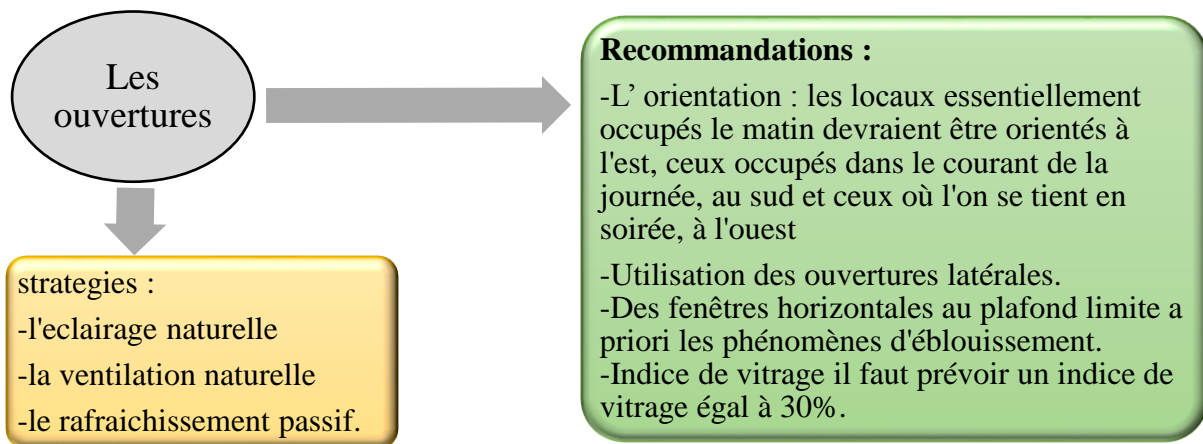 Les
ouvertures
strategies :
-l'eclairage naturelle
-la ventilation naturelle
-le rafraichissement passif.
Recommandations :
-L’ orientation : les locaux essentiellement
occupés le matin devraient être orientés à
l'est, ceux occupés dans le courant de la
journée, au sud et ceux où l'on se tient en
soirée, à l'ouest
-Utilisation des ouvertures latérales.
-Des fenêtres horizontales au plafond limite a
priori les phénomènes d'éblouissement.
-Indice de vitrage il faut prévoir un indice de
vitrage égal à 30%.